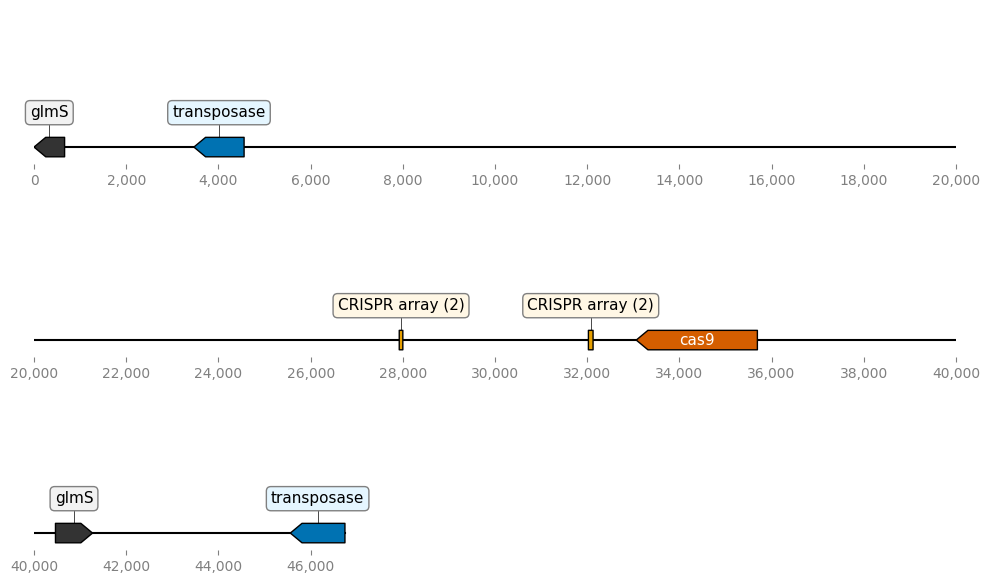 glmS transposase
0 2,000 4,000 6,000 8,000 10,000 12,000 14,000 16,000 18,000 20,000
CRISPR array (2) CRISPR array (2)
cas9
20,000 22,000 24,000 26,000 28,000 30,000 32,000 34,000 36,000 38,000 40,000
glmS transposase
40,000 42,000 44,000 46,000